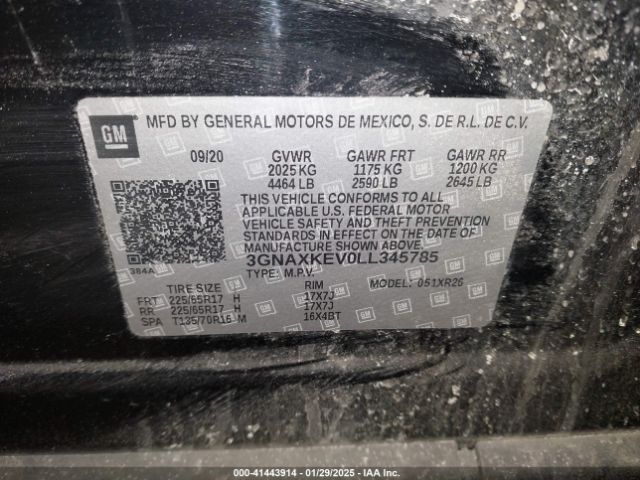 GM MFD BY GENERAL MOTORS DE MEXICO, S. DE R.L. DE C.V.
09/20 GVWR GAWR FRT GAWR RR
2025 KG 1175 KG 1200 KG
4464 LB 2590 LB 2645 LB
THIS VEHICLE CONFORMS TO ALL
APPLICABLE U.S. FEDERAL MOTOR
VEHICLE SAFETY AND THEFT PREVENTION
STANDARDS IN EFFECT ON THE DATE OF
MANUFACTURE SHOWN ABOVE.
384A 3GNAXKEV0LL345785
TYPE: M.P.V. MODEL: 051XR26
TIRE SIZE RIM
FRT 225/65R17 H 17X7J
RR 225/65R17 H 17X7J
SPA T135/70R16 M 16X4BT
000-41443914 - 01/29/2025 - IAA Inc.